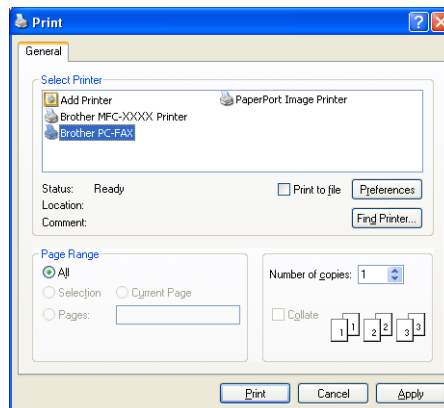 Print
General
Select Printer
Add Printer
PaperPort Image Printer
Brother MFC-XXXX Printer
Brother PC-FAX
Status: Ready
Print to file
Preferences
Location:
Comment:
Find Printer...
Page Range
All
Selection
Current Page
Pages:
Number of copies: 1
Collate
1 1 2 2 3 3
Print
Cancel
Apply